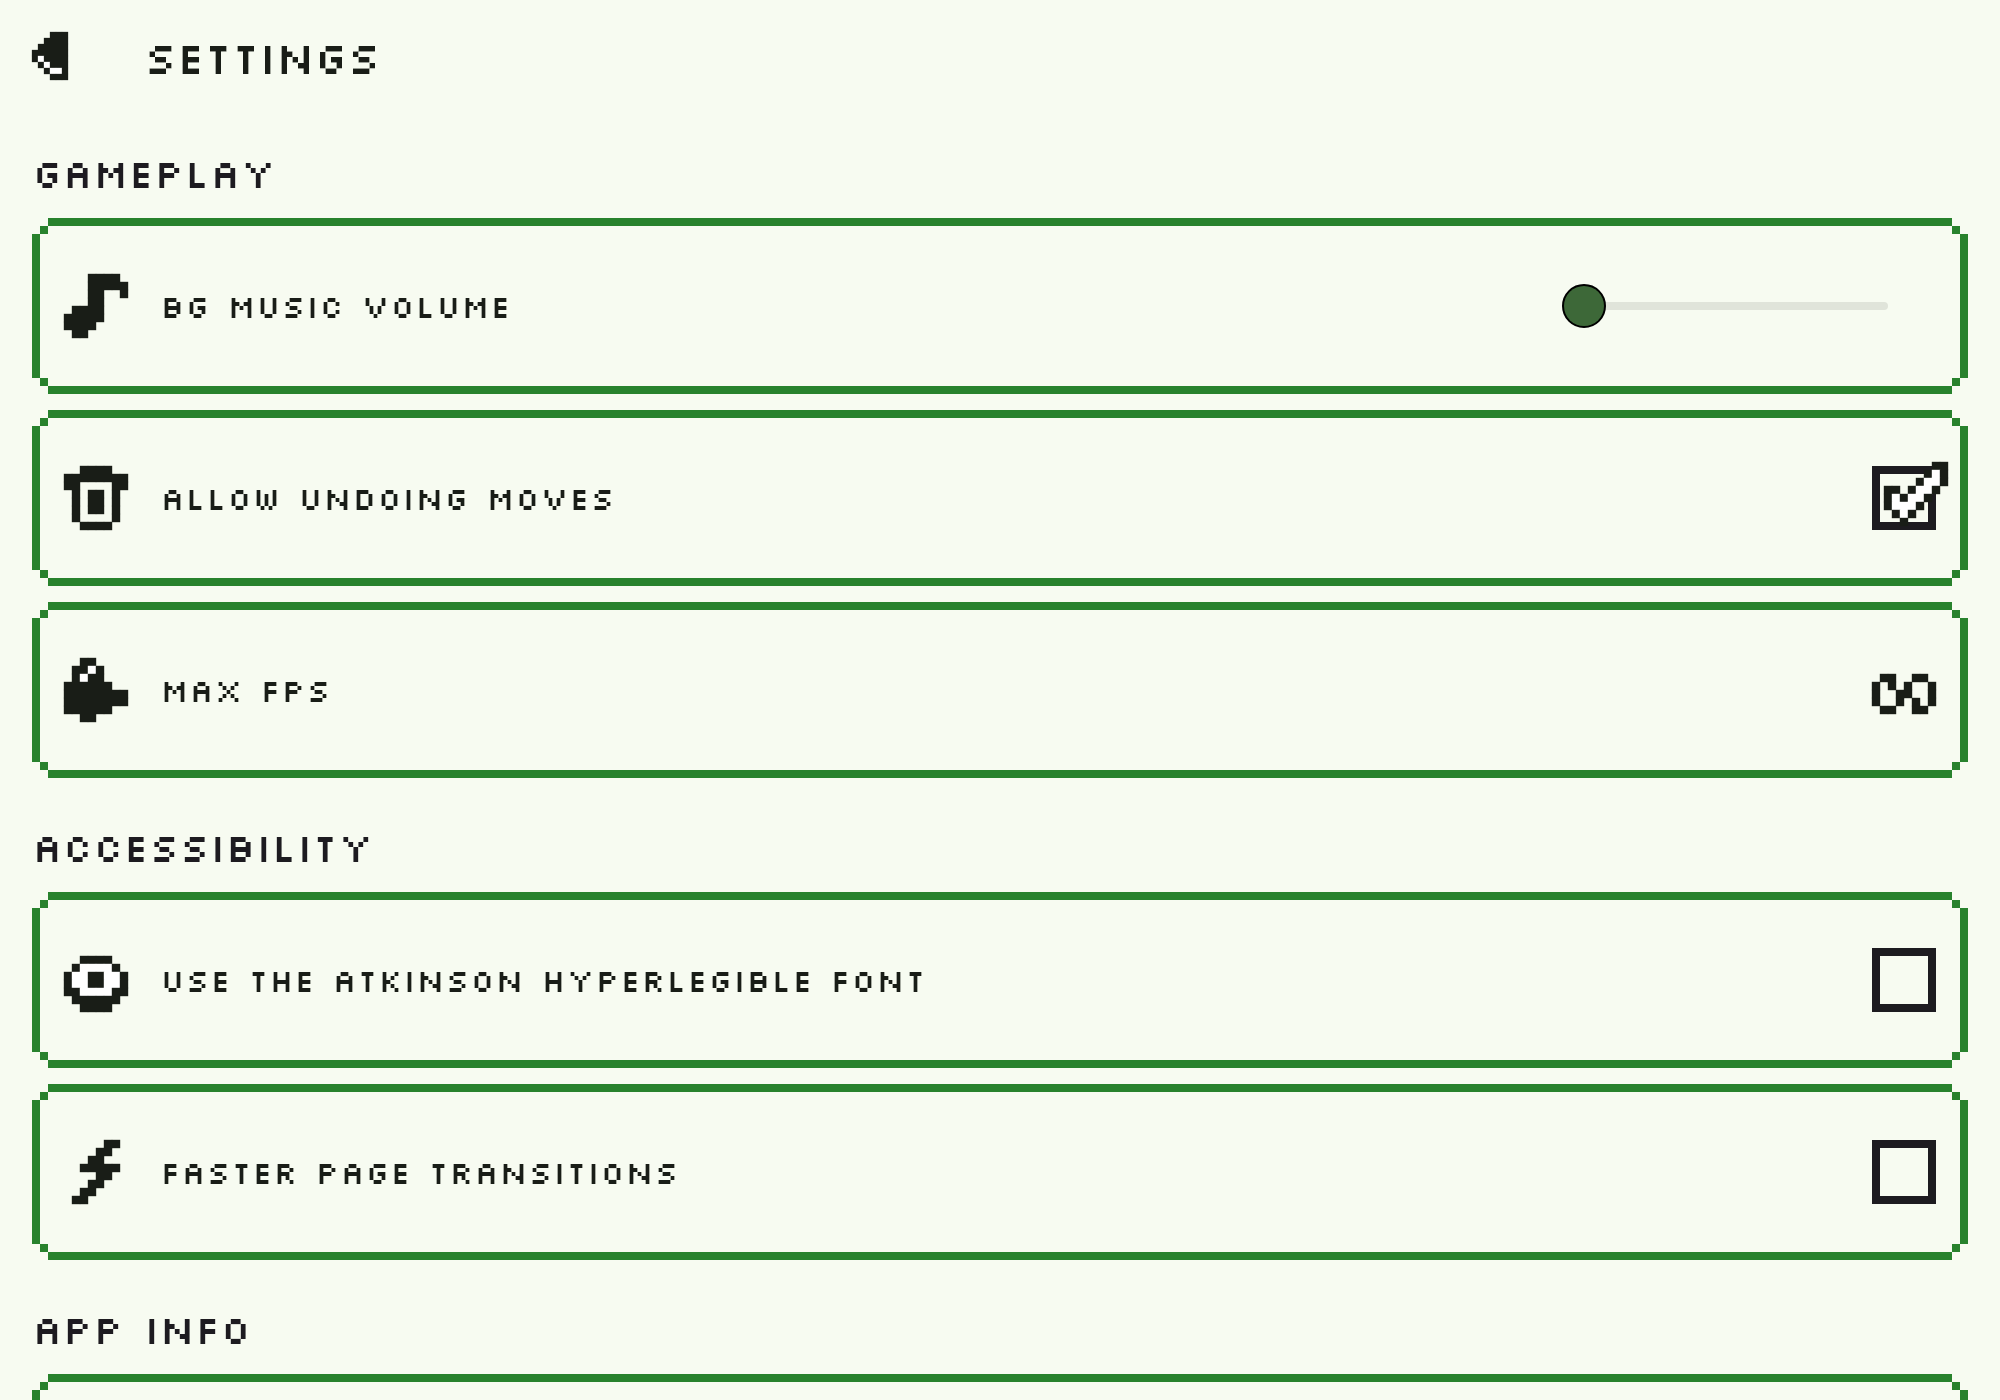 SETTINGS
GAMEPLAY
BG MUSIC VOLUME
ALLOW UNDOING MOVES
MAX FPS
∞
ACCESSIBILITY
USE THE ATKINSON HYPERLEGIBLE FONT
FASTER PAGE TRANSITIONS
APP INFO